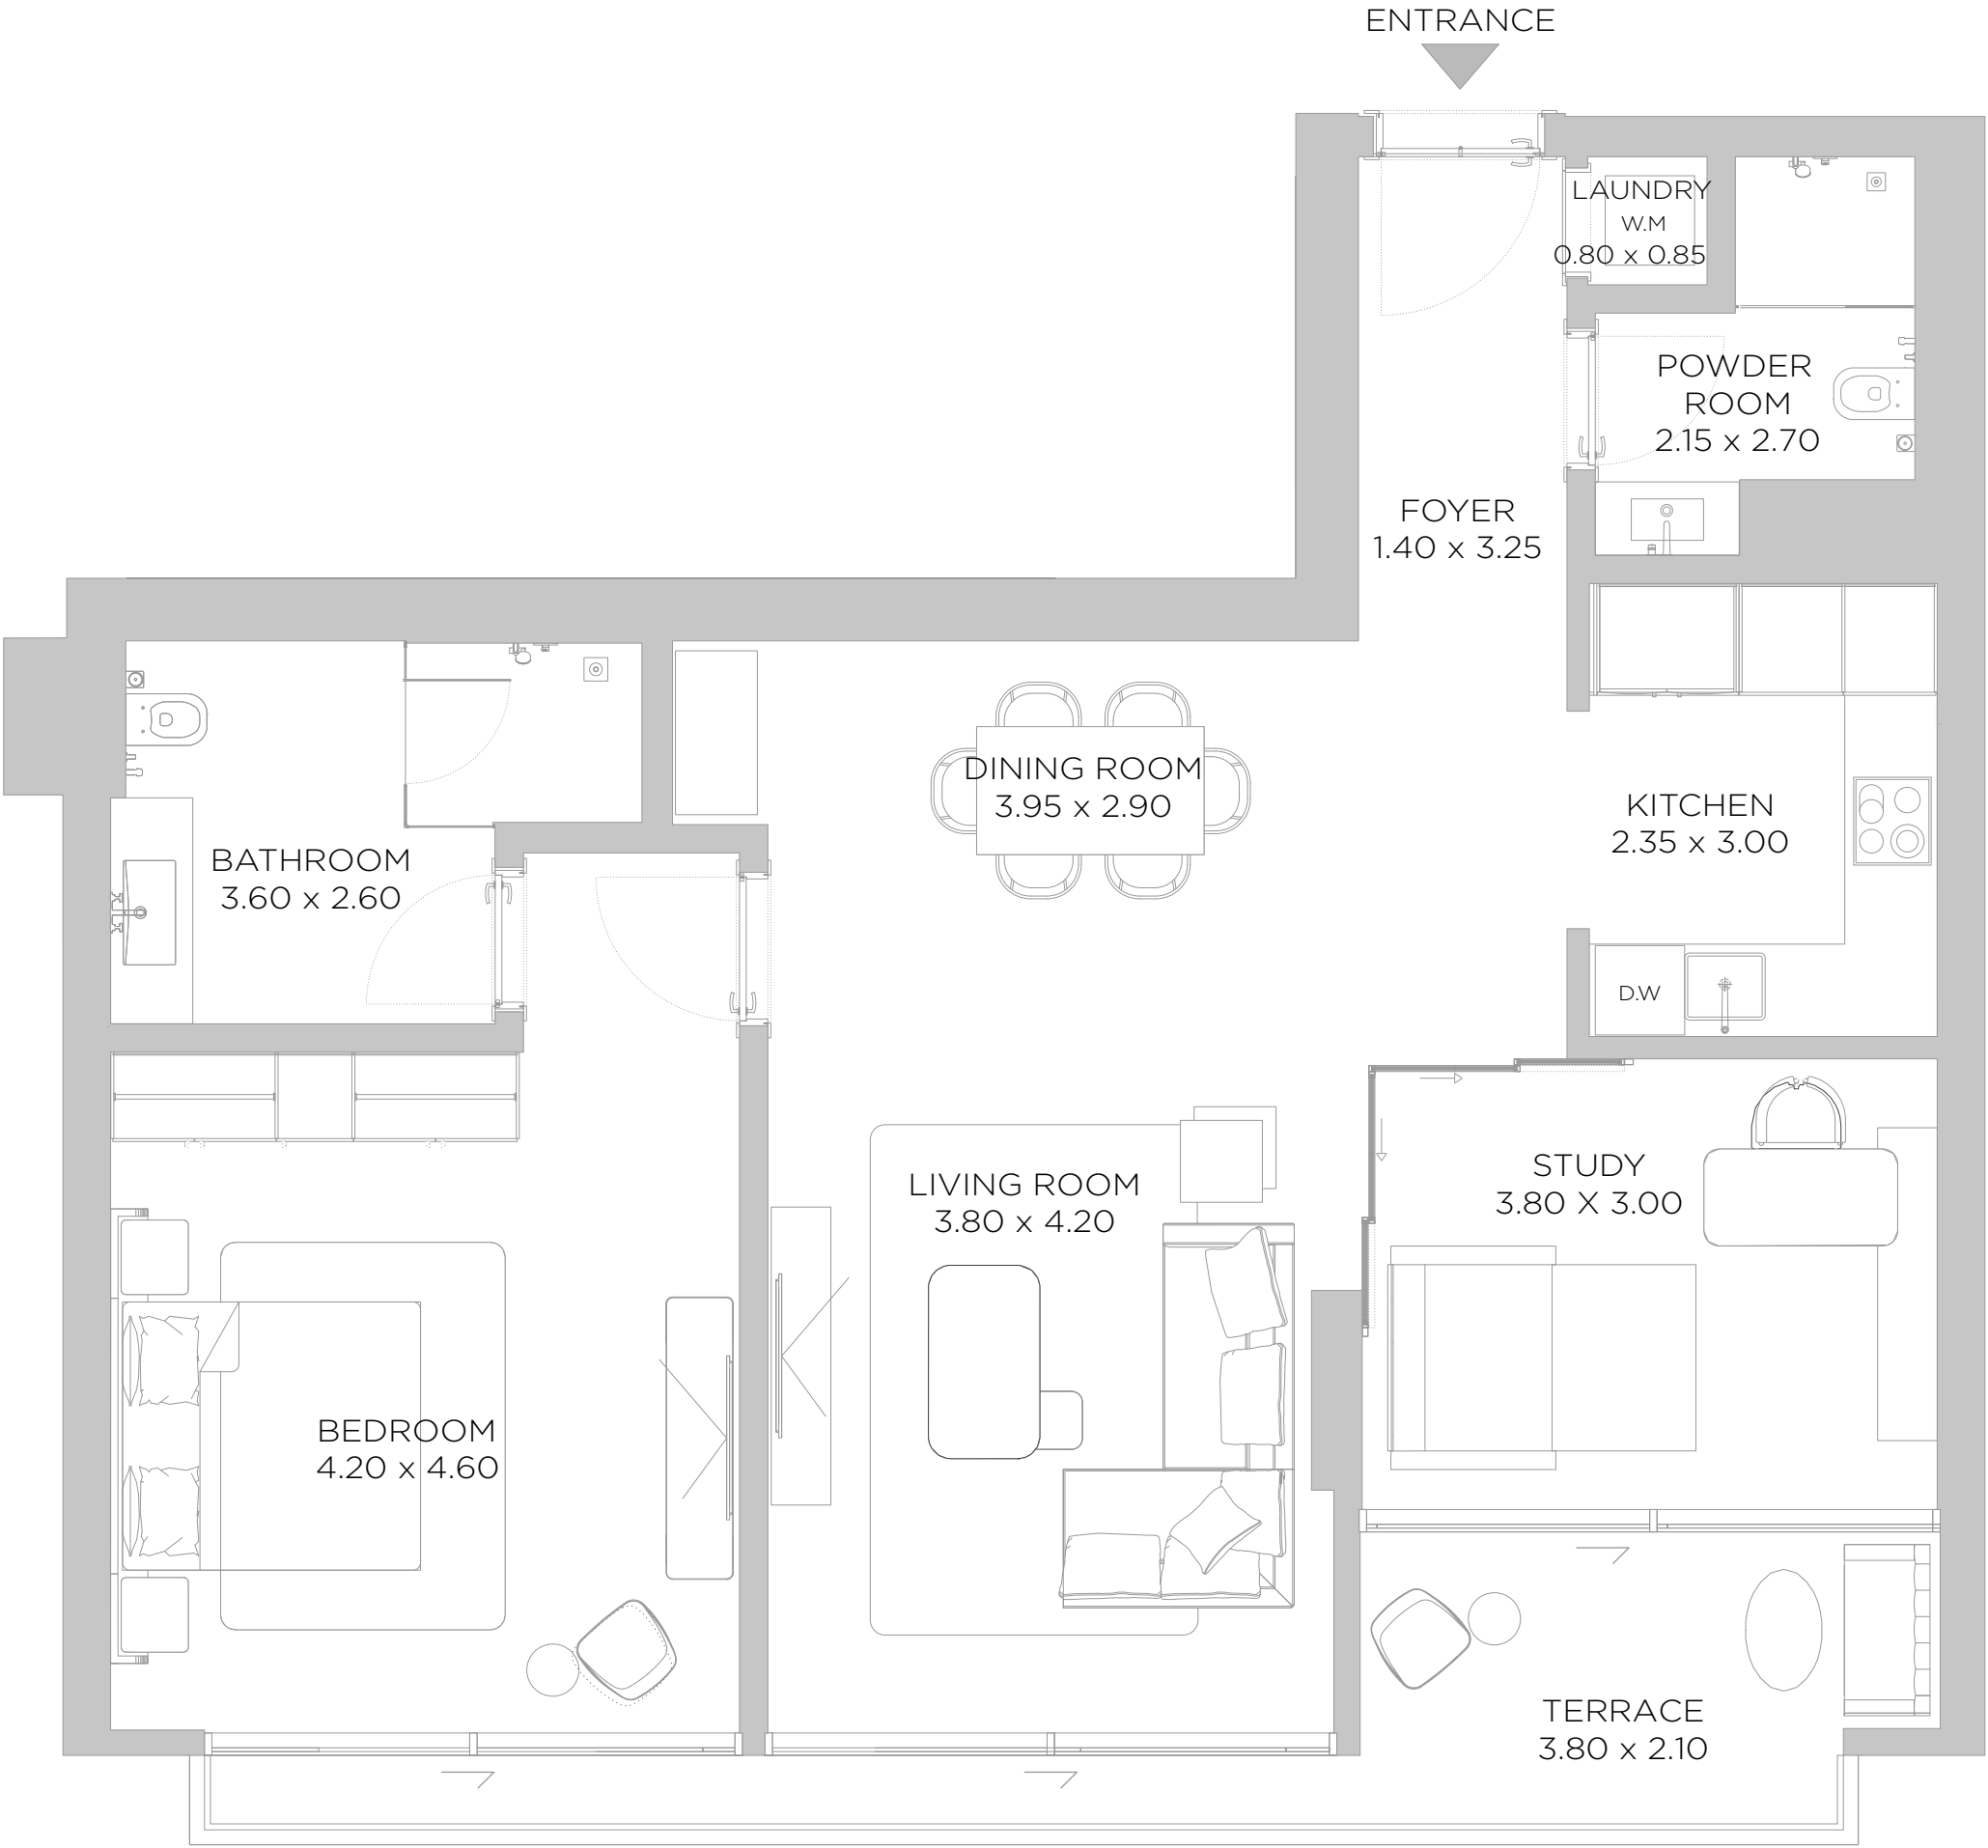 ENTRANCE
LAUNDRY
W.M
0.80 x 0.85
POWDER
ROOM
2.15 x 2.70
FOYER
1.40 x 3.25
DINING ROOM
3.95 x 2.90
KITCHEN
2.35 x 3.00
BATHROOM
3.60 x 2.60
D.W
STUDY
3.80 X 3.00
LIVING ROOM
3.80 x 4.20
BEDROOM
4.20 x 4.60
TERRACE
3.80 x 2.10